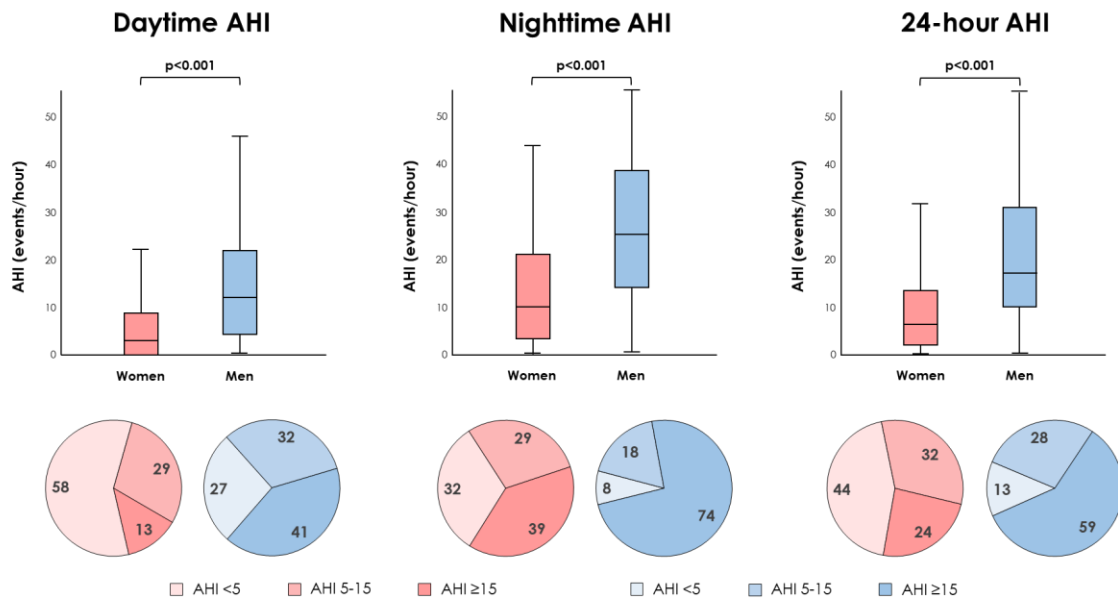 Daytime AHI
p<0.001
AHI (events/hour)
50
40
30
20
10
0
Women Men
58 29 13
32 27 41
Nighttime AHI
p<0.001
AHI (events/hour)
50
40
30
20
10
0
Women Men
32 29 39
18 8 74
24-hour AHI
p<0.001
AHI (events/hour)
50
40
30
20
10
0
Women Men
44 32 24
28 13 59
AHI <5 AHI 5-15 AHI ≥15 AHI <5 AHI 5-15 AHI ≥15